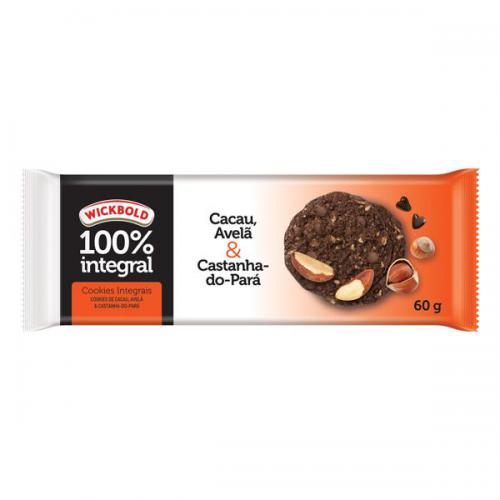 WICKBOLD
100%
integral
Cookies Integrais
COOKIES DE CACAU, AVELÃ
& CASTANHA-DO-PARÁ
Cacau,
Avelã
&
Castanha-
do-Pará
60 g